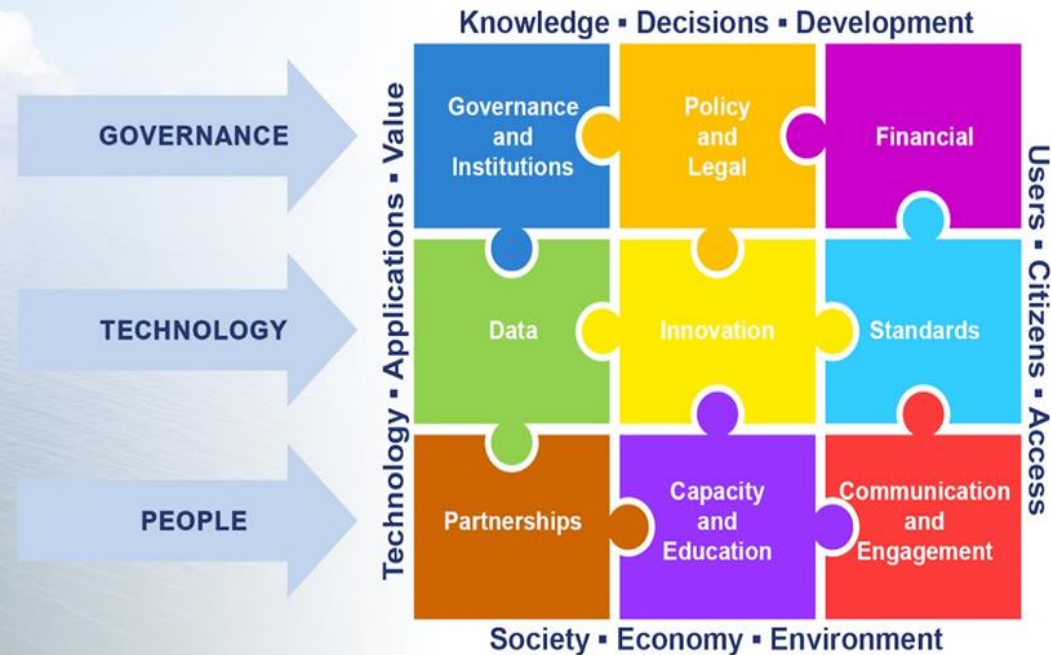 Knowledge ▪ Decisions ▪ Development
GOVERNANCE
TECHNOLOGY
PEOPLE
Technology ▪ Applications ▪ Value
Governance
and
Institutions
Policy
and
Legal
Financial
Data
Innovation
Standards
Partnerships
Capacity
and
Education
Communication
and
Engagement
Users ▪ Citizens ▪ Access
Society ▪ Economy ▪ Environment